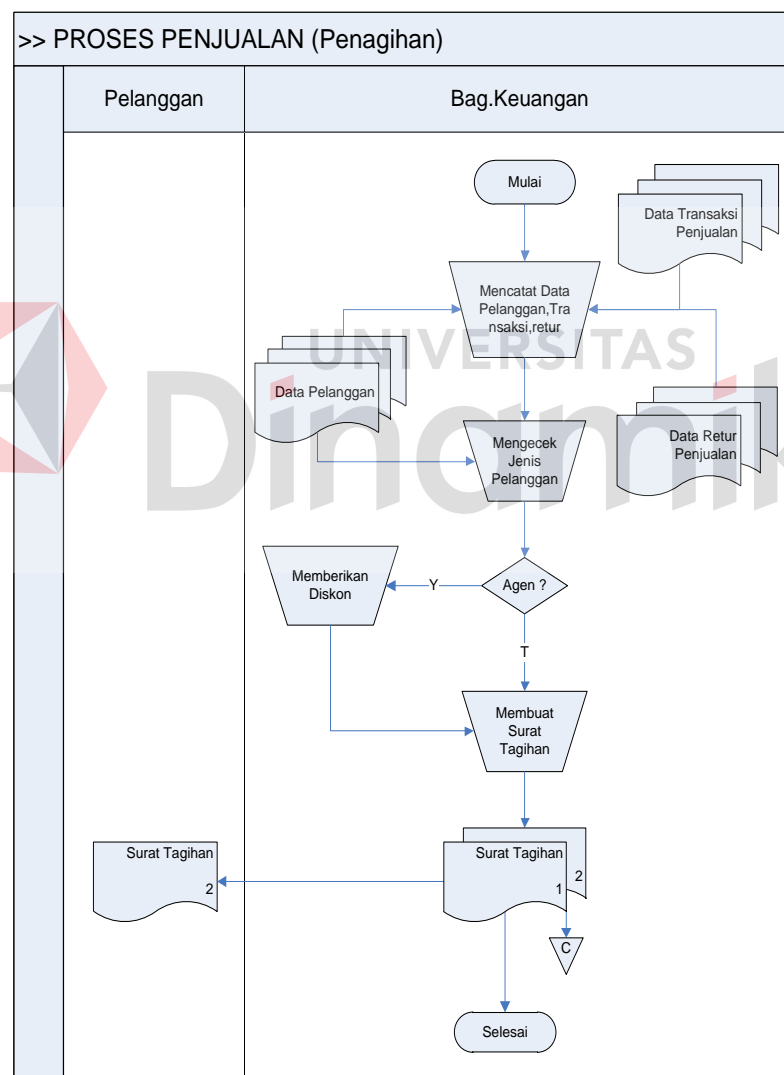 >> PROSES PENJUALAN (Penagihan)
Pelanggan
Bag.Keuangan
Mulai
Data Transaksi
Penjualan
Mencatat Data
Pelanggan,Tra
nsaksi,retur
UNIVERSITAS
Dinamik
Data Pelanggan
Mengecek
Jenis
Pelanggan
Data Retur
Penjualan
Memberikan
Diskon
Y
Agen ?
T
Membuat
Surat
Tagihan
Surat Tagihan
2
Surat Tagihan
1
2
C
Selesai